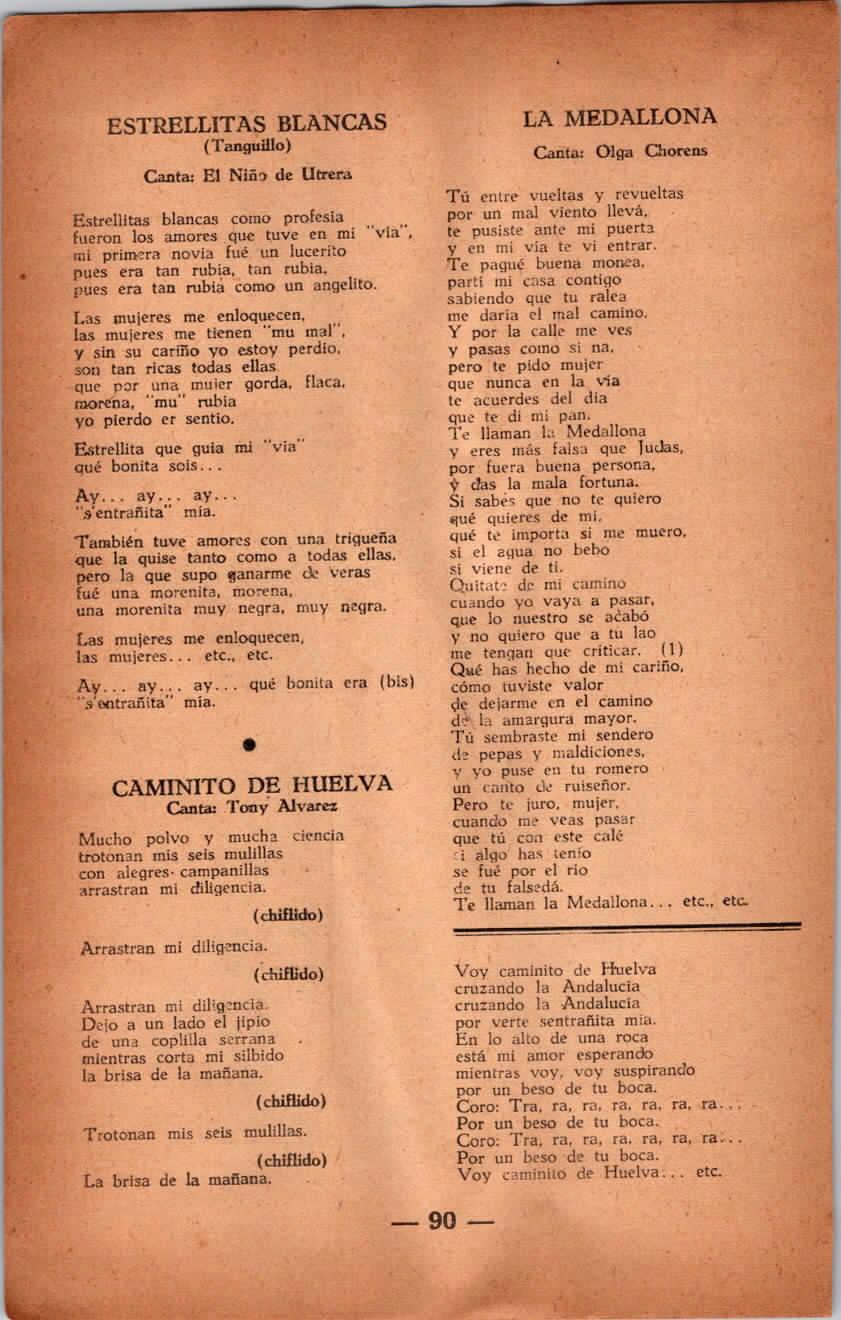 ESTRELLITAS BLANCAS
(Tanguillo)
Canta: El Niño de Utrera
Estrellitas blancas como profesia
fueron los amores que tuve en mi "via",
mi primera novia fué un lucerito
pues era tan rubia, tan rubia,
pues era tan rubia como un angelito.
Las mujeres me enloquecen,
las mujeres me tienen "mu mal",
y sin su cariño yo estoy perdio,
son tan ricas todas ellas
que por una mujer gorda, flaca,
morena, "mu" rubia
yo pierdo er sentio.
Estrellita que guia mi "via"
qué bonita sois...
Ay... ay... ay...
"s'entrañita" mía.
También tuve amores con una trigueña
que la quise tanto como a todas ellas,
pero la que supo ganarme de veras
fué una morenita, morena,
una morenita muy negra, muy negra.
Las mujeres me enloquecen,
las mujeres... etc., etc.
Ay... ay... ay... qué bonita era (bis)
"s'entrañita" mía.
CAMINITO DE HUELVA
Canta: Tony Alvarez
Mucho polvo y mucha ciencia
trotonan mis seis mulillas
con alegres campanillas
arrastran mi diligencia.
(chiflido)
Arrastran mi diligencia.
(chiflido)
Arrastran mi diligencia.
Dejo a un lado el jipio
de una coplilla serrana
mientras corta mi silbido
la brisa de la mañana.
(chiflido)
Trotonan mis seis mulillas.
(chiflido)
La brisa de la mañana.
LA MEDALLONA
Canta: Olga Chorens
Tú entre vueltas y revueltas
por un mal viento llevá,
te pusiste ante mi puerta
y en mi vía te vi entrar.
Te pagué buena monea,
partí mi casa contigo
sabiendo que tu ralea
me daría el mal camino.
Y por la calle me ves
y pasas como si na,
pero te pido mujer
que nunca en la vía
te acuerdes del día
que te di mi pan.
Te llaman la Medallona
y eres más falsa que Judas,
por fuera buena persona,
y das la mala fortuna.
Si sabes que no te quiero
qué quieres de mí,
qué te importa si me muero,
si el agua no bebo
si viene de ti.
Quítate de mi camino
cuando yo vaya a pasar,
que lo nuestro se acabó
y no quiero que a tu lao
me tengan que criticar. (1)
Qué has hecho de mi cariño,
cómo tuviste valor
de dejarme en el camino
de la amargura mayor.
Tú sembraste mi sendero
de pepas y maldiciones,
y yo puse en tu romero
un canto de ruiseñor.
Pero te juro, mujer,
cuando me veas pasar
que tú con este calé
si algo has tenío
se fué por el río
de tu falsedá.
Te llaman la Medallona... etc., etc.
Voy caminito de Huelva
cruzando la Andalucía
cruzando la Andalucía
por verte sentrañita mía.
En lo alto de una roca
está mi amor esperando
mientras voy, voy suspirando
por un beso de tu boca.
Coro: Tra, ra, ra, ra, ra, ra, ra...
Por un beso de tu boca.
Coro: Tra, ra, ra, ra, ra, ra, ra...
Por un beso de tu boca.
Voy caminito de Huelva... etc.
— 90 —